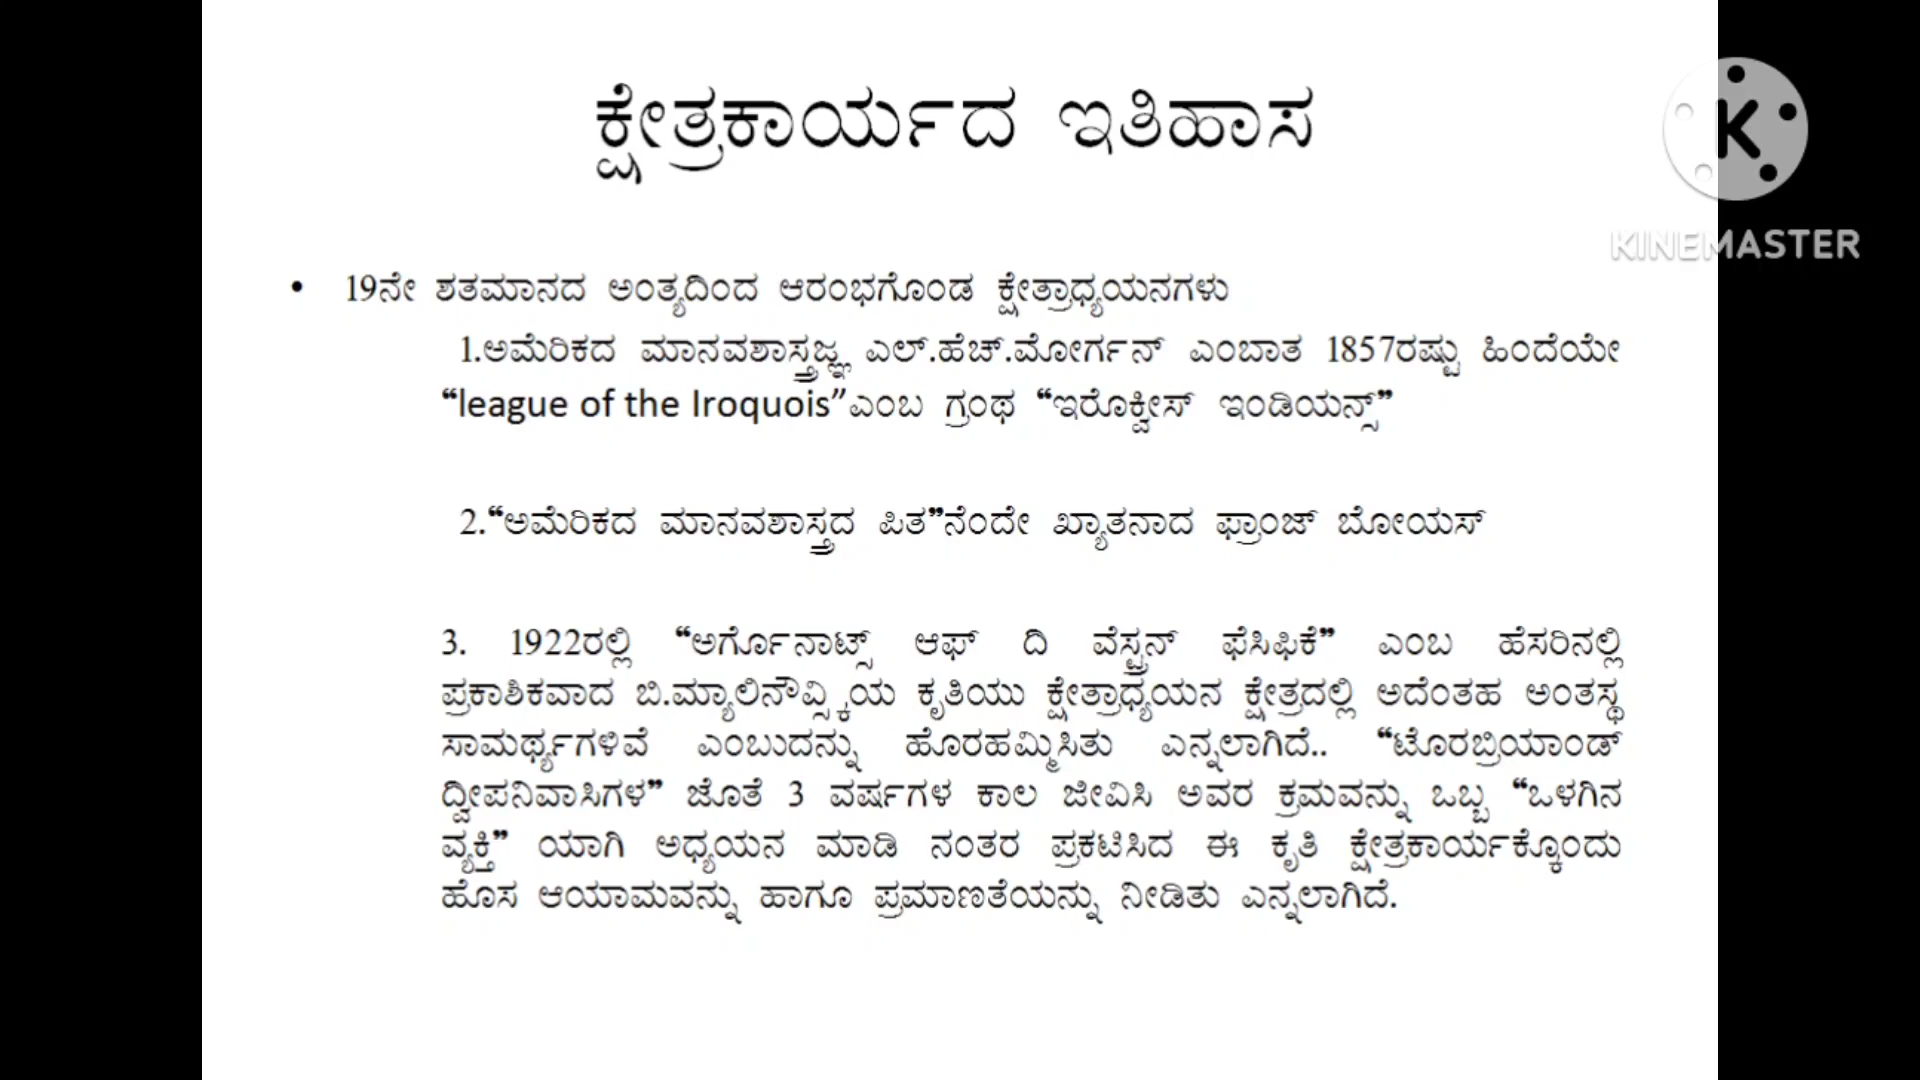 ಕ್ಷೇತ್ರಕಾರ್ಯದ ಇತಿಹಾಸ
K
KINEMASTER
• 19ನೇ ಶತಮಾನದ ಅಂತ್ಯದಿಂದ ಆರಂಭಗೊಂಡ ಕ್ಷೇತ್ರಾಧ್ಯಯನಗಳು
1.ಅಮೆರಿಕದ ಮಾನವಶಾಸ್ತ್ರಜ್ಞ ಎಲ್.ಹೆಚ್.ಮೋರ್ಗನ್ ಎಂಬಾತ 1857ರಷ್ಟು ಹಿಂದೆಯೇ
“league of the Iroquois”ಎಂಬ ಗ್ರಂಥ “ಇರೊಕ್ವೀಸ್ ಇಂಡಿಯನ್ಸ್”
2.“ಅಮೆರಿಕದ ಮಾನವಶಾಸ್ತ್ರದ ಪಿತ”ನೆಂದೇ ಖ್ಯಾತನಾದ ಫ್ರಾಂಜ್ ಬೋಯಸ್
3. 1922ರಲ್ಲಿ “ಅರ್ಗೊನಾಟ್ಸ್ ಆಫ್ ದಿ ವೆಸ್ಟ್ರನ್ ಫೆಸಿಫಿಕೆ” ಎಂಬ ಹೆಸರಿನಲ್ಲಿ
ಪ್ರಕಾಶಿಕವಾದ ಬಿ.ಮ್ಯಾಲಿನೌವ್ಸ್ಕಿಯ ಕೃತಿಯು ಕ್ಷೇತ್ರಾಧ್ಯಯನ ಕ್ಷೇತ್ರದಲ್ಲಿ ಅದೆಂತಹ ಅಂತಸ್ಥ
ಸಾಮರ್ಥ್ಯಗಳಿವೆ ಎಂಬುದನ್ನು ಹೊರಹಮ್ಮಿಸಿತು ಎನ್ನಲಾಗಿದೆ.. “ಟೊರಬ್ರಿಯಾಂಡ್
ದ್ವೀಪನಿವಾಸಿಗಳ” ಜೊತೆ 3 ವರ್ಷಗಳ ಕಾಲ ಜೀವಿಸಿ ಅವರ ಕ್ರಮವನ್ನು ಒಬ್ಬ “ಒಳಗಿನ
ವ್ಯಕ್ತಿ” ಯಾಗಿ ಅಧ್ಯಯನ ಮಾಡಿ ನಂತರ ಪ್ರಕಟಿಸಿದ ಈ ಕೃತಿ ಕ್ಷೇತ್ರಕಾರ್ಯಕ್ಕೊಂದು
ಹೊಸ ಆಯಾಮವನ್ನು ಹಾಗೂ ಪ್ರಮಾಣತೆಯನ್ನು ನೀಡಿತು ಎನ್ನಲಾಗಿದೆ.